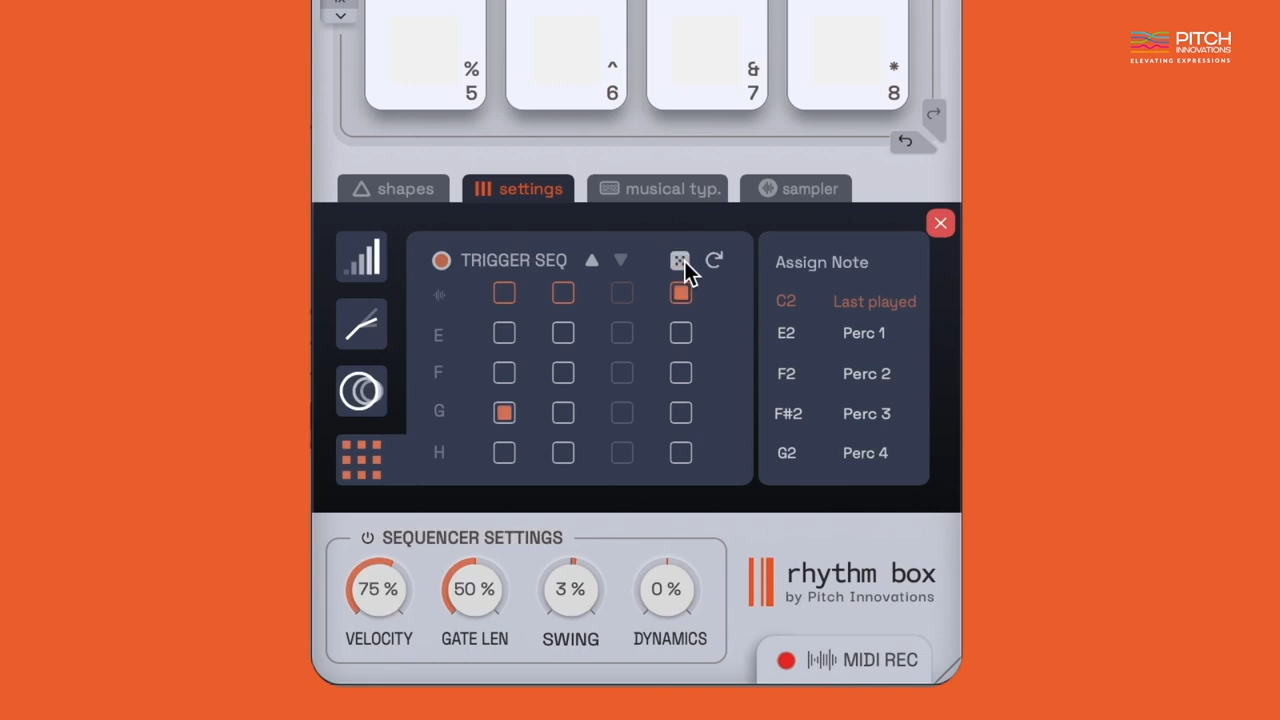 PITCH
INNOVATIONS
ELEVATING EXPRESSIONS
%
5
^
6
&
7
*
8
shapes
settings
musical typ.
sampler
TRIGGER SEQ
E
F
G
H
Assign Note
C2 Last played
E2 Perc 1
F2 Perc 2
F#2 Perc 3
G2 Perc 4
SEQUENCER SETTINGS
75 % 50 % 3 % 0 %
VELOCITY GATE LEN SWING DYNAMICS
rhythm box
by Pitch Innovations
MIDI REC